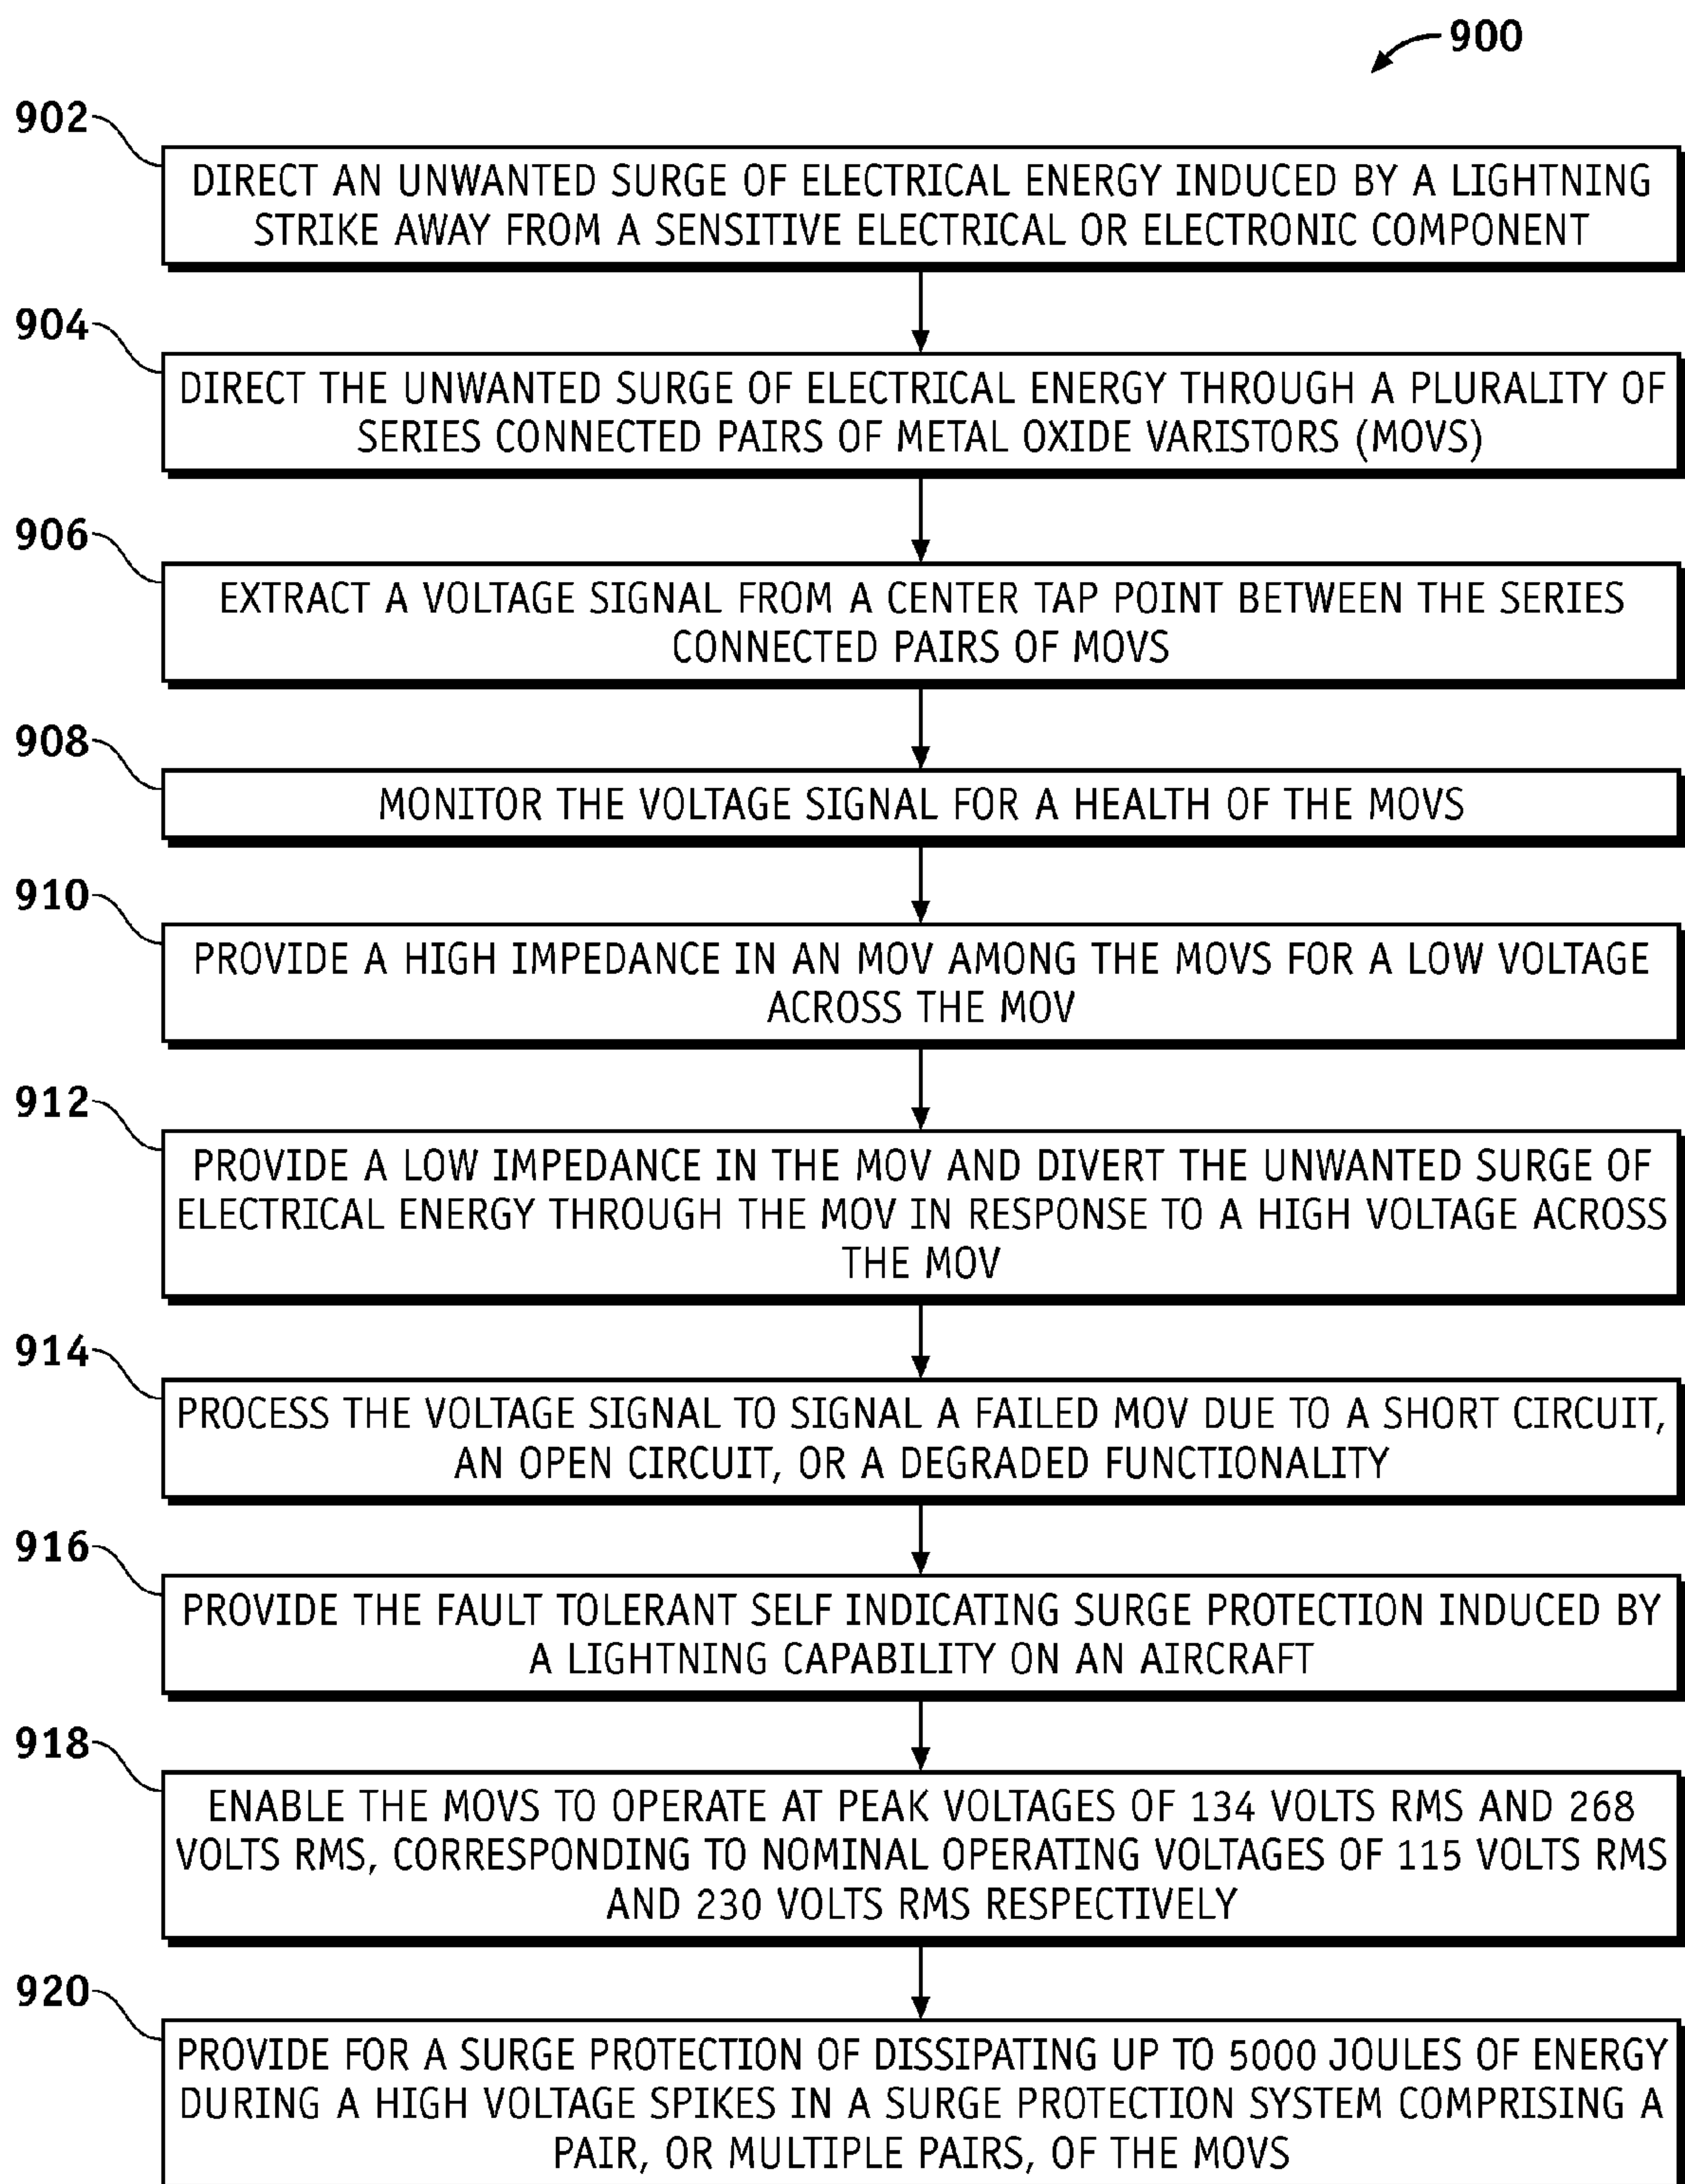 900
902
DIRECT AN UNWANTED SURGE OF ELECTRICAL ENERGY INDUCED BY A LIGHTNING
STRIKE AWAY FROM A SENSITIVE ELECTRICAL OR ELECTRONIC COMPONENT
904
DIRECT THE UNWANTED SURGE OF ELECTRICAL ENERGY THROUGH A PLURALITY OF
SERIES CONNECTED PAIRS OF METAL OXIDE VARISTORS (MOVS)
906
EXTRACT A VOLTAGE SIGNAL FROM A CENTER TAP POINT BETWEEN THE SERIES
CONNECTED PAIRS OF MOVS
908
MONITOR THE VOLTAGE SIGNAL FOR A HEALTH OF THE MOVS
910
PROVIDE A HIGH IMPEDANCE IN AN MOV AMONG THE MOVS FOR A LOW VOLTAGE
ACROSS THE MOV
912
PROVIDE A LOW IMPEDANCE IN THE MOV AND DIVERT THE UNWANTED SURGE OF
ELECTRICAL ENERGY THROUGH THE MOV IN RESPONSE TO A HIGH VOLTAGE ACROSS
THE MOV
914
PROCESS THE VOLTAGE SIGNAL TO SIGNAL A FAILED MOV DUE TO A SHORT CIRCUIT,
AN OPEN CIRCUIT, OR A DEGRADED FUNCTIONALITY
916
PROVIDE THE FAULT TOLERANT SELF INDICATING SURGE PROTECTION INDUCED BY
A LIGHTNING CAPABILITY ON AN AIRCRAFT
918
ENABLE THE MOVS TO OPERATE AT PEAK VOLTAGES OF 134 VOLTS RMS AND 268
VOLTS RMS, CORRESPONDING TO NOMINAL OPERATING VOLTAGES OF 115 VOLTS RMS
AND 230 VOLTS RMS RESPECTIVELY
920
PROVIDE FOR A SURGE PROTECTION OF DISSIPATING UP TO 5000 JOULES OF ENERGY
DURING A HIGH VOLTAGE SPIKES IN A SURGE PROTECTION SYSTEM COMPRISING A
PAIR, OR MULTIPLE PAIRS, OF THE MOVS